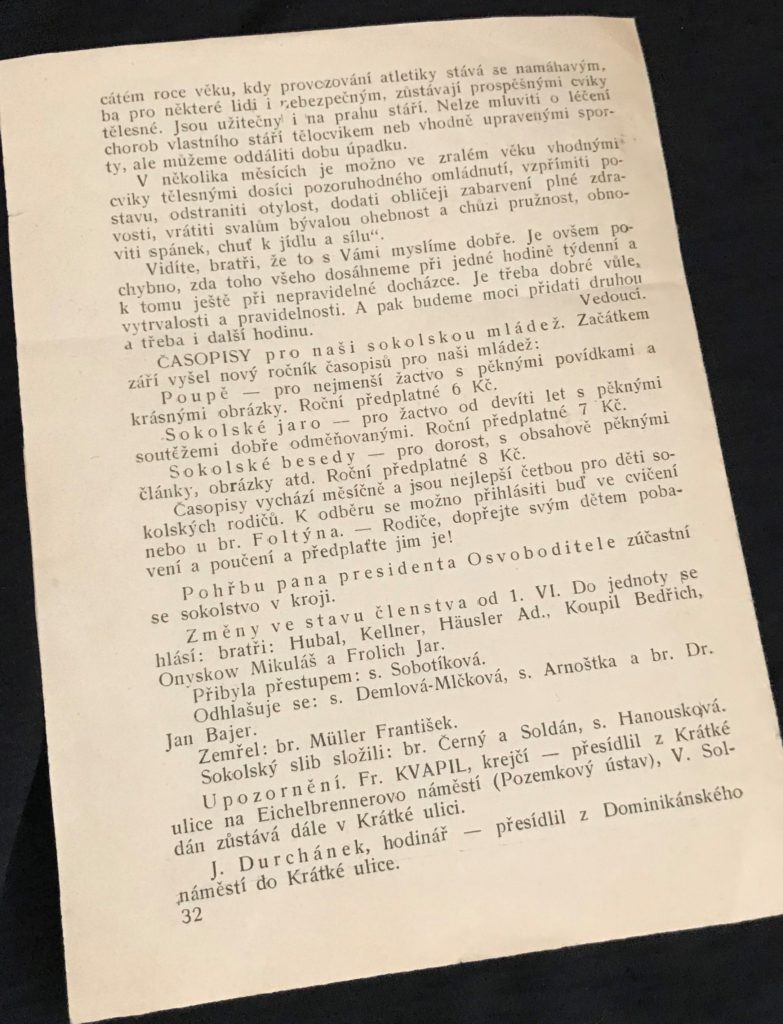 cátém roce věku, kdy provozování atletiky stává se namáhavým,
ba pro některé lidi i nebezpečným, zůstávají prospěšnými cviky
tělesné. Jsou užitečny i na prahu stáří. Nelze mluviti o léčení
chorob vlastního stáří tělocvikem neb vhodně upravenými spor-
ty, ale můžeme oddáliti dobu úpadku.
V několika měsících je možno ve zralém věku vhodnými
cviky tělesnými dosíci pozoruhodného omládnutí, vzpřímiti po-
stavu, odstraniti otylost, dodati obličeji zabarvení plné zdra-
vosti, vrátiti svalům bývalou ohebnost a chůzi pružnost, obno-
viti spánek, chuť k jídlu a sílu“.
Vidíte, bratři, že to s Vámi myslíme dobře. Je ovšem po-
chybno, zda toho všeho dosáhneme při jedné hodině týdenní a
k tomu ještě při nepravidelné docházce. Je třeba dobré vůle,
vytrvalosti a pravidelnosti. A pak budeme moci přidati druhou
a třeba i další hodinu. Vedoucí.
ČASOPISY pro naši sokolskou mládež. Začátkem
září vyšel nový ročník časopisů pro naši mládež:
Poupě — pro nejmenší žactvo s pěknými povídkami a
krásnými obrázky. Roční předplatné 6 Kč.
Sokolské jaro — pro žactvo od devíti let s pěknými
soutěžemi dobře odměňovanými. Roční předplatné 7 Kč.
Sokolské besedy — pro dorost, s obsahově pěknými
články, obrázky atd. Roční předplatné 8 Kč.
Časopisy vychází měsíčně a jsou nejlepší četbou pro děti so-
kolských rodičů. K odběru se možno přihlásiti buď ve cvičení
nebo u br. Foltýna. — Rodiče, dopřejte svým dětem poba-
vení a poučení a předplaťte jim je!
Pohřbu pana presidenta Osvoboditele zúčastní
se sokolstvo v kroji.
Změny ve stavu členstva od 1. VI. Do jednoty se
hlásí: bratři: Hubal, Kellner, Häusler Ad., Koupil Bedřich,
Onyskow Mikuláš a Frolich Jar.
Přibyla přestupem: s. Sobotíková.
Odhlašuje se: s. Demlová-Mlčková, s. Arnoštka a br. Dr.
Jan Bajer.
Zemřel: br. Müller František.
Sokolský slib složili: br. Černý a Soldán, s. Hanousková.
Upozornění. Fr. KVAPIL, krejčí — přesídlil z Krátké
ulice na Eichelbrennerovo náměstí (Pozemkový ústav), V. Sol-
dán zůstává dále v Krátké ulici.
J. Durchánek, hodinář — přesídlil z Dominikánského
náměstí do Krátké ulice.
32